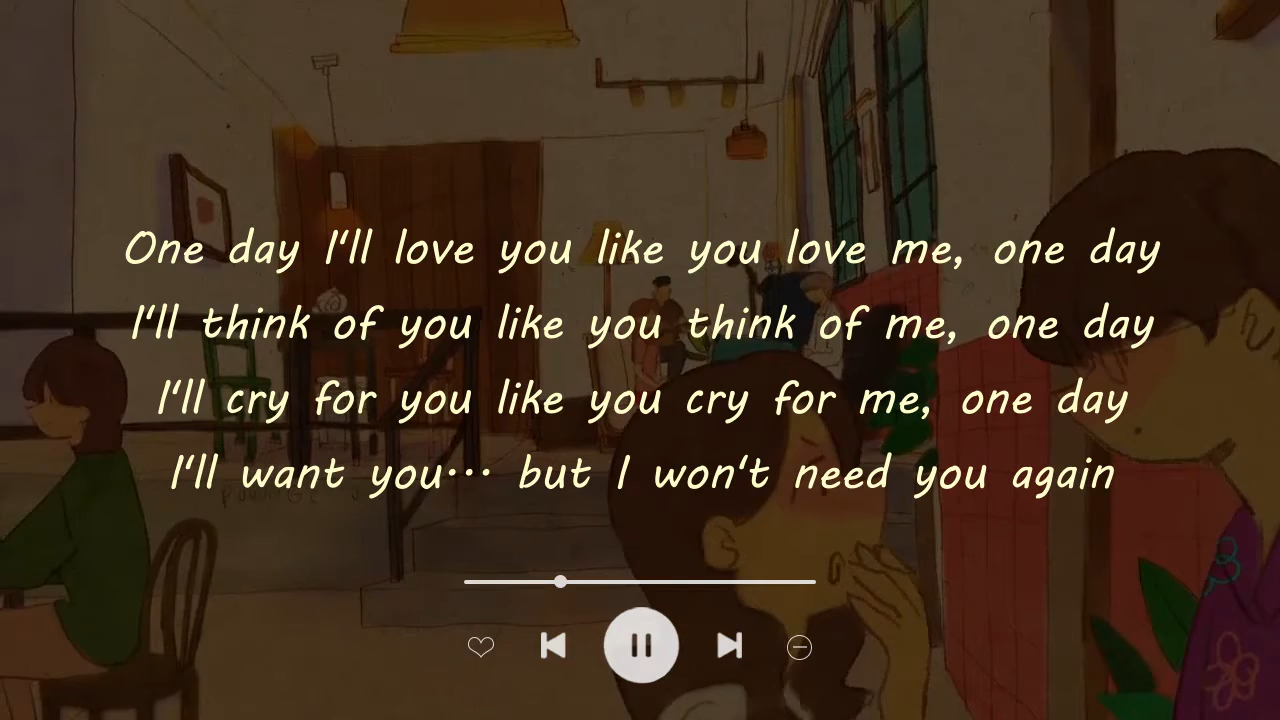 One day I'll love you like you love me, one day
I'll think of you like you think of me, one day
I'll cry for you like you cry for me, one day
I'll want you··· but I won't need you again